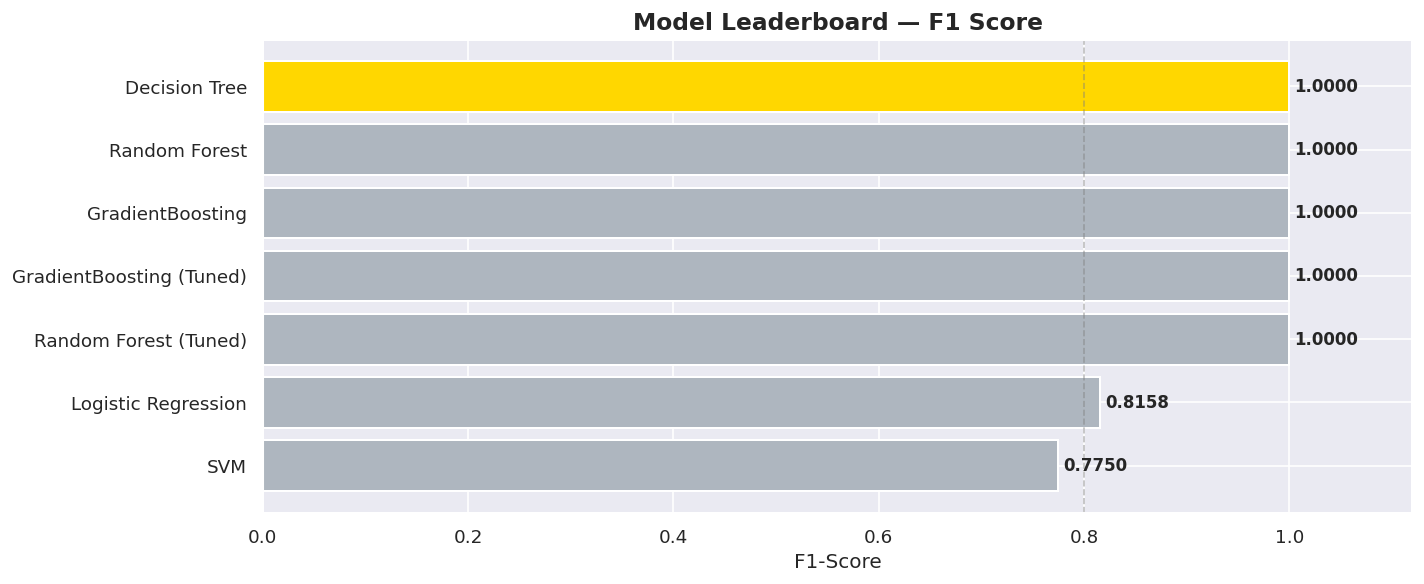 Model Leaderboard — F1 Score
Decision Tree 1.0000
Random Forest 1.0000
GradientBoosting 1.0000
GradientBoosting (Tuned) 1.0000
Random Forest (Tuned) 1.0000
Logistic Regression 0.8158
SVM 0.7750
0.0 0.2 0.4 0.6 0.8 1.0
F1-Score